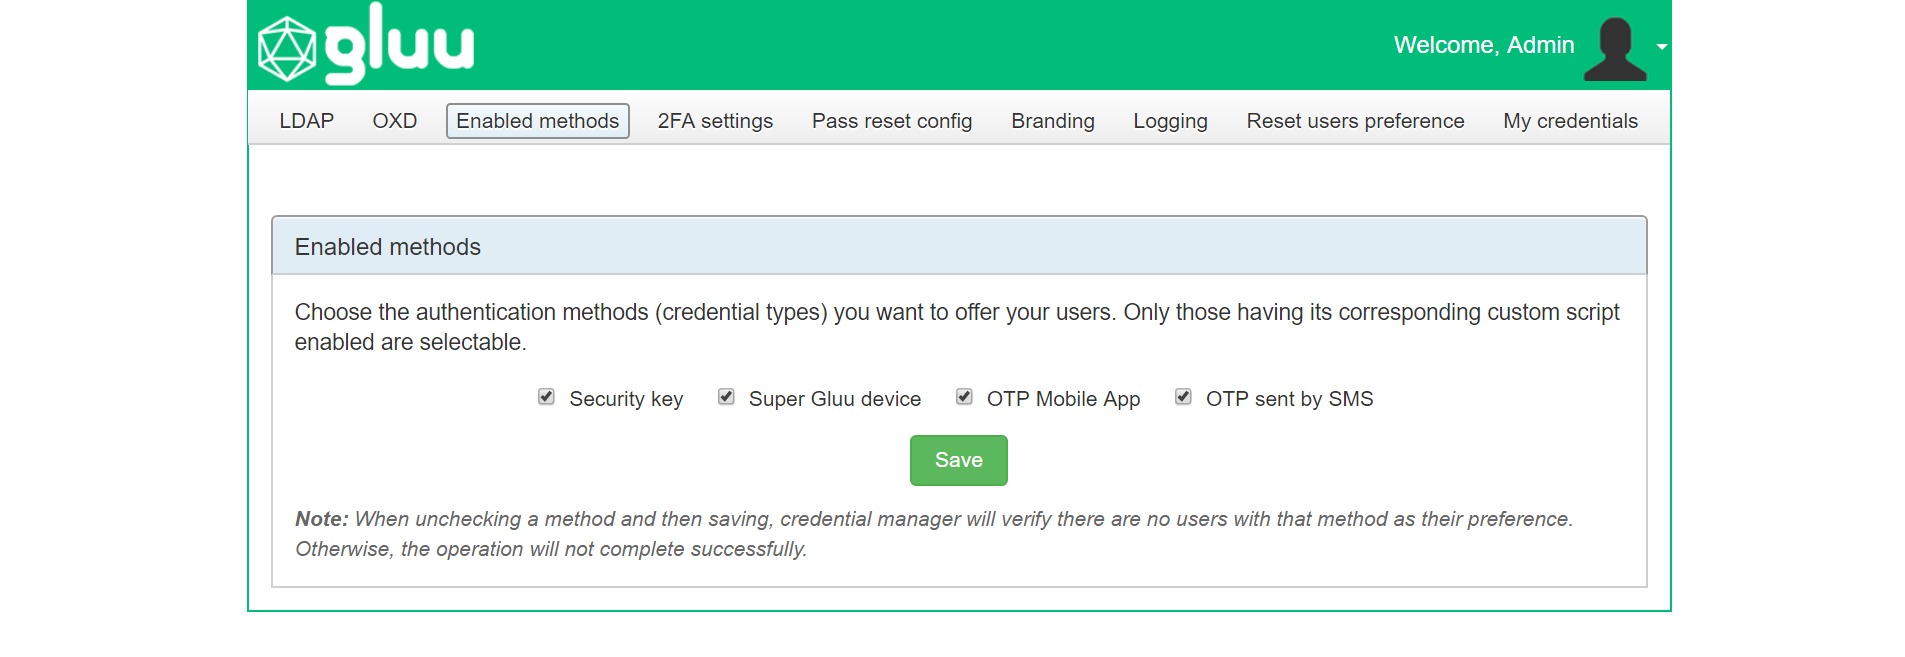 gluu
Welcome, Admin
LDAP OXD Enabled methods 2FA settings Pass reset config Branding Logging Reset users preference My credentials
Enabled methods
Choose the authentication methods (credential types) you want to offer your users. Only those having its corresponding custom script
enabled are selectable.
Security key Super Gluu device OTP Mobile App OTP sent by SMS
Save
Note: When unchecking a method and then saving, credential manager will verify there are no users with that method as their preference.
Otherwise, the operation will not complete successfully.